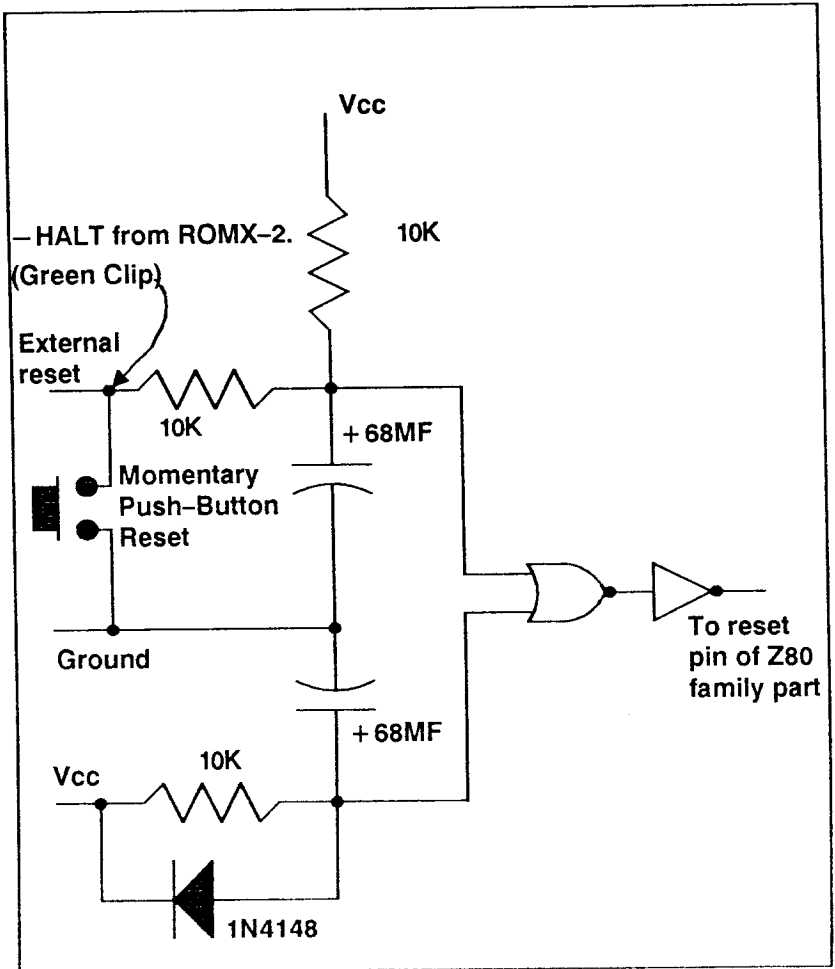 Vcc
–HALT from ROMX–2.
10K
(Green Clip)
External
reset
10K
+68MF
Momentary
Push–Button
Reset
Ground
To reset
pin of Z80
family part
+68MF
10K
Vcc
1N4148